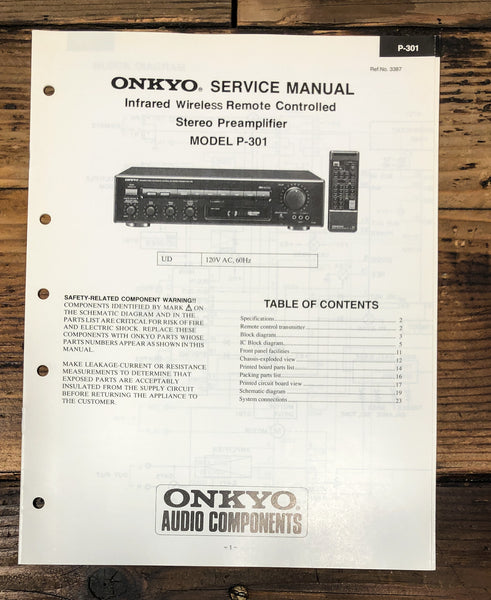 P-301
Ref.No. 3387
ONKYO® SERVICE MANUAL
Infrared Wireless Remote Controlled
Stereo Preamplifier
MODEL P-301
ONKYO
UD 120V AC, 60Hz
SAFETY-RELATED COMPONENT WARNING!!
COMPONENTS IDENTIFIED BY MARK ⚠ ON
THE SCHEMATIC DIAGRAM AND IN THE
PARTS LIST ARE CRITICAL FOR RISK OF FIRE
AND ELECTRIC SHOCK. REPLACE THESE
COMPONENTS WITH ONKYO PARTS WHOSE
PARTS NUMBERS APPEAR AS SHOWN IN THIS
MANUAL.
MAKE LEAKAGE-CURRENT OR RESISTANCE
MEASUREMENTS TO DETERMINE THAT
EXPOSED PARTS ARE ACCEPTABLY
INSULATED FROM THE SUPPLY CIRCUIT
BEFORE RETURNING THE APPLIANCE TO
THE CUSTOMER.
TABLE OF CONTENTS
Specifications 2
Remote control transmitter 2
Block diagram 3
IC Block diagram 5
Front panel facilities 11
Chassis-exploded view 12
Printed board parts list 14
Packing parts list 16
Printed circuit board view 17
Schematic diagram 19
System connections 23
ONKYO®
AUDIO COMPONENTS
– 1 –